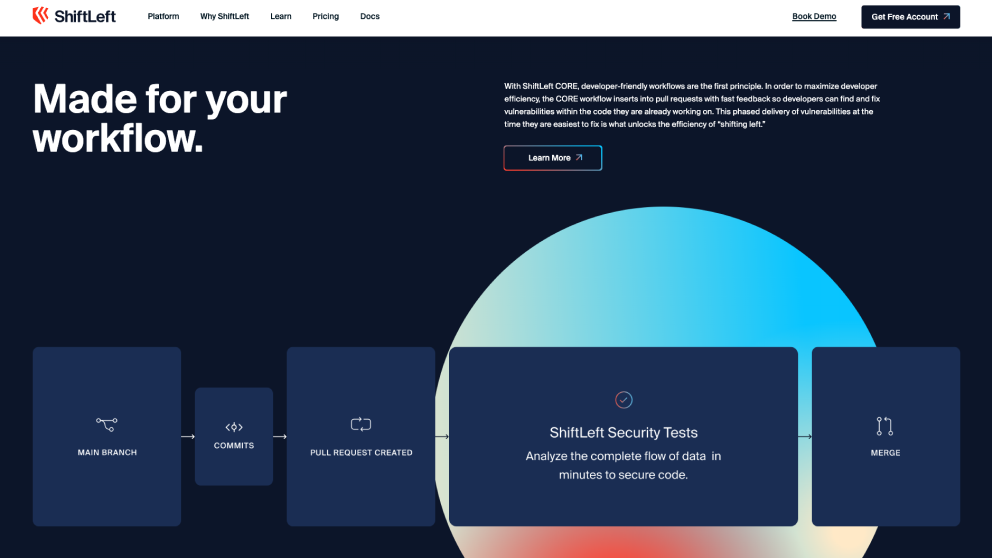 ShiftLeft
Platform
Why ShiftLeft
Learn
Pricing
Docs
Book Demo
Get Free Account
Made for your
workflow.
With ShiftLeft CORE, developer-friendly workflows are the first principle. In order to maximize developer
efficiency, the CORE workflow inserts into pull requests with fast feedback so developers can find and fix
vulnerabilities within the code they are already working on. This phased delivery of vulnerabilities at the
time they are easiest to fix is what unlocks the efficiency of "shifting left."
Learn More
MAIN BRANCH
COMMITS
PULL REQUEST CREATED
ShiftLeft Security Tests
Analyze the complete flow of data in
minutes to secure code.
MERGE